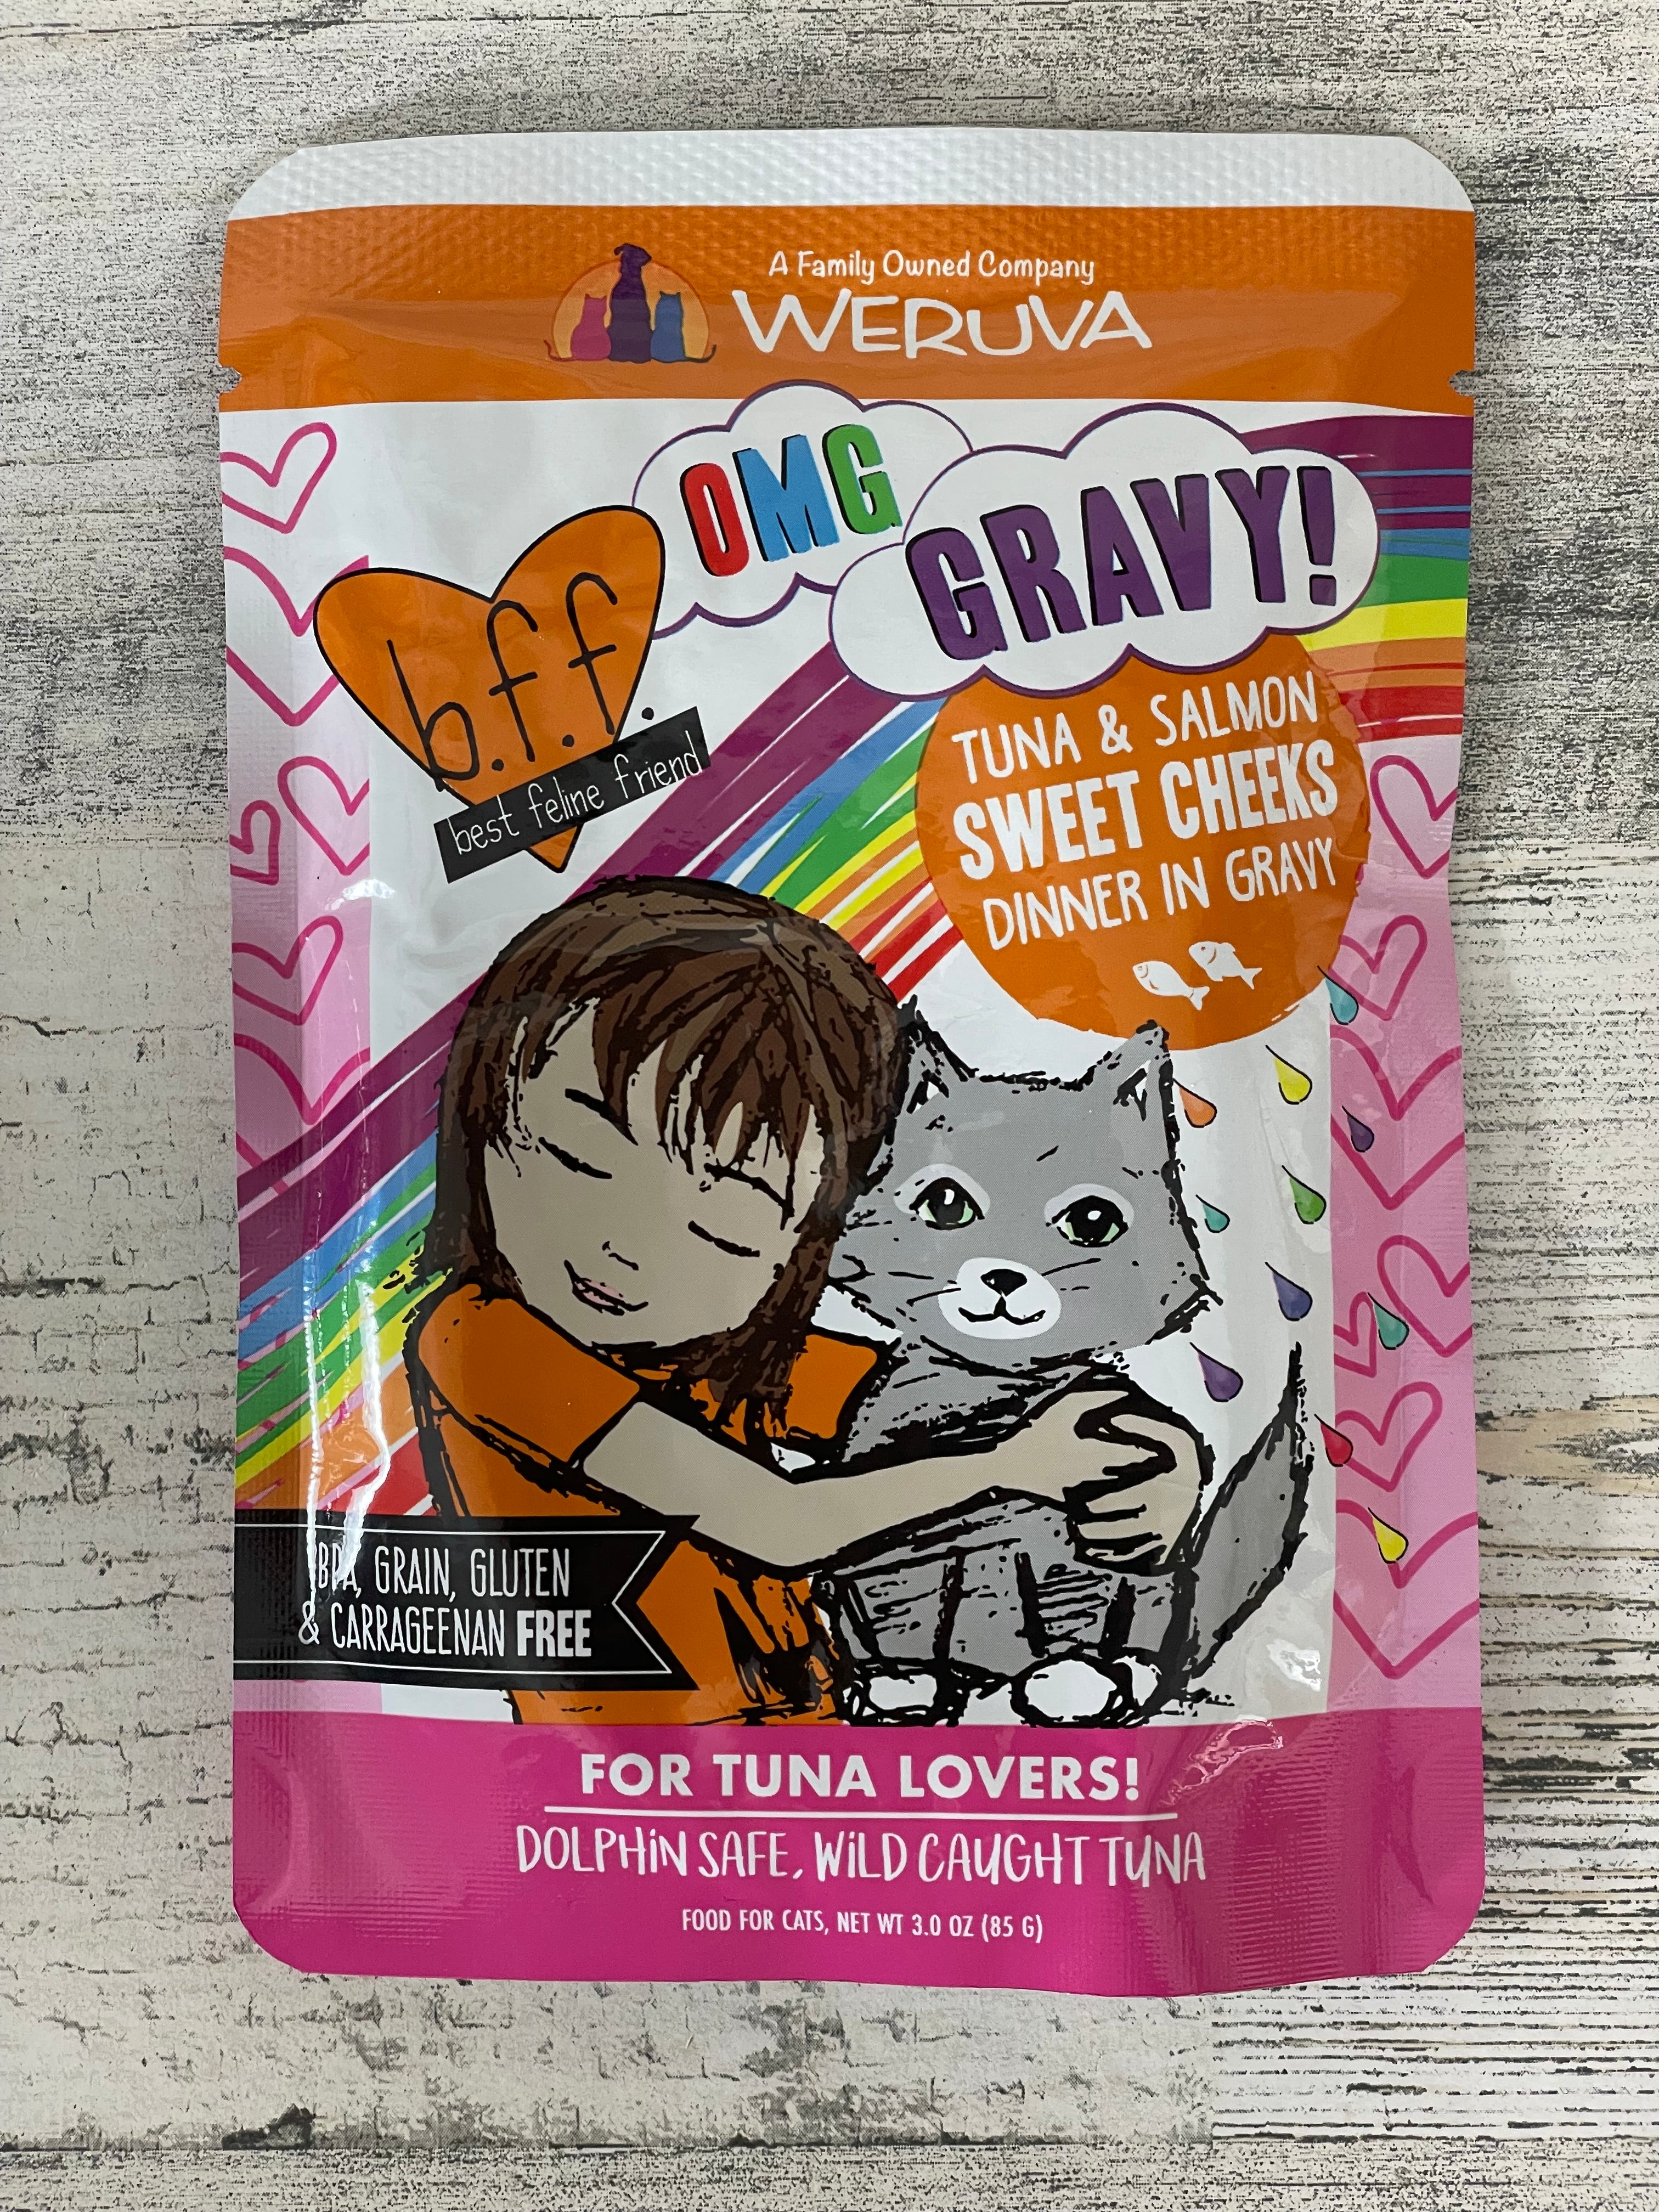 A Family Owned Company
WERUVA
OMG
GRAVY!
b.f.f.
best feline friend
TUNA & SALMON
SWEET CHEEKS
DINNER IN GRAVY
BPA, GRAIN, GLUTEN
& CARRAGEENAN FREE
FOR TUNA LOVERS!
DOLPHiN SAFE, WiLD CAUGHT TUNA
FOOD FOR CATS, NET WT 3.0 OZ (85 G)